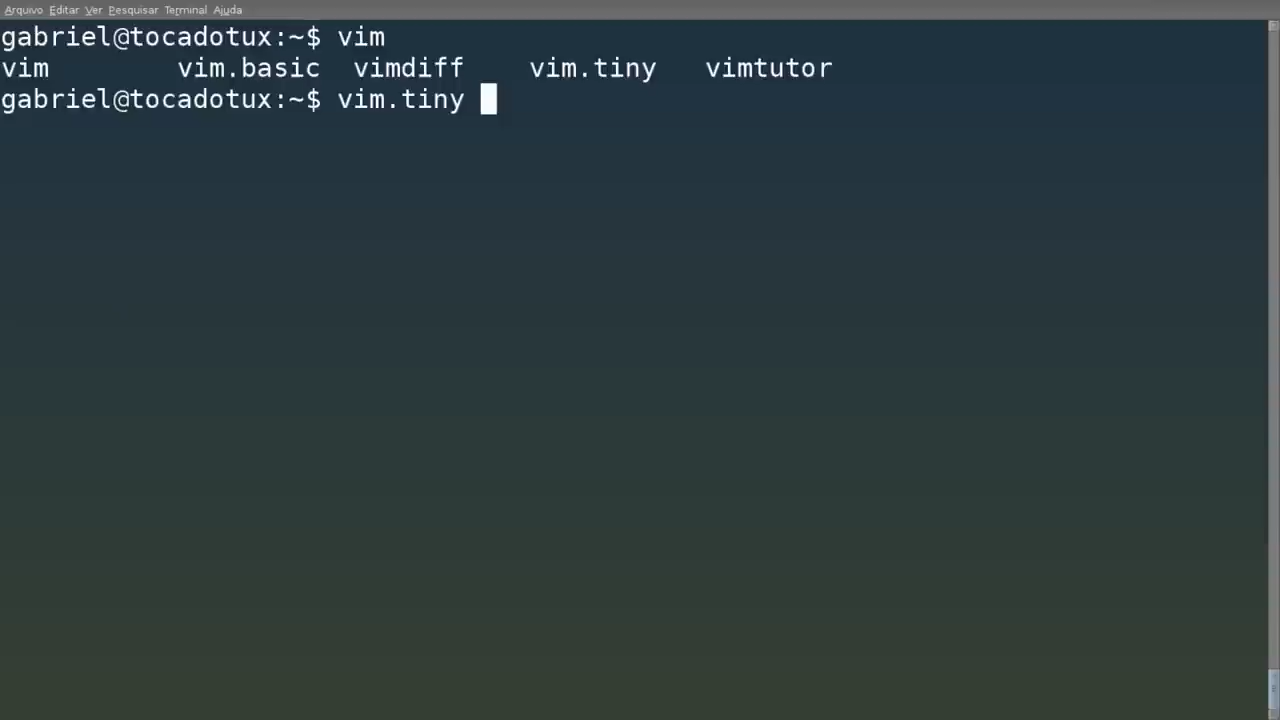 Arquivo Editar Ver Pesquisar Terminal Ajuda
gabriel@tocadotux:~$ vim
vim vim.basic vimdiff vim.tiny vimtutor
gabriel@tocadotux:~$ vim.tiny